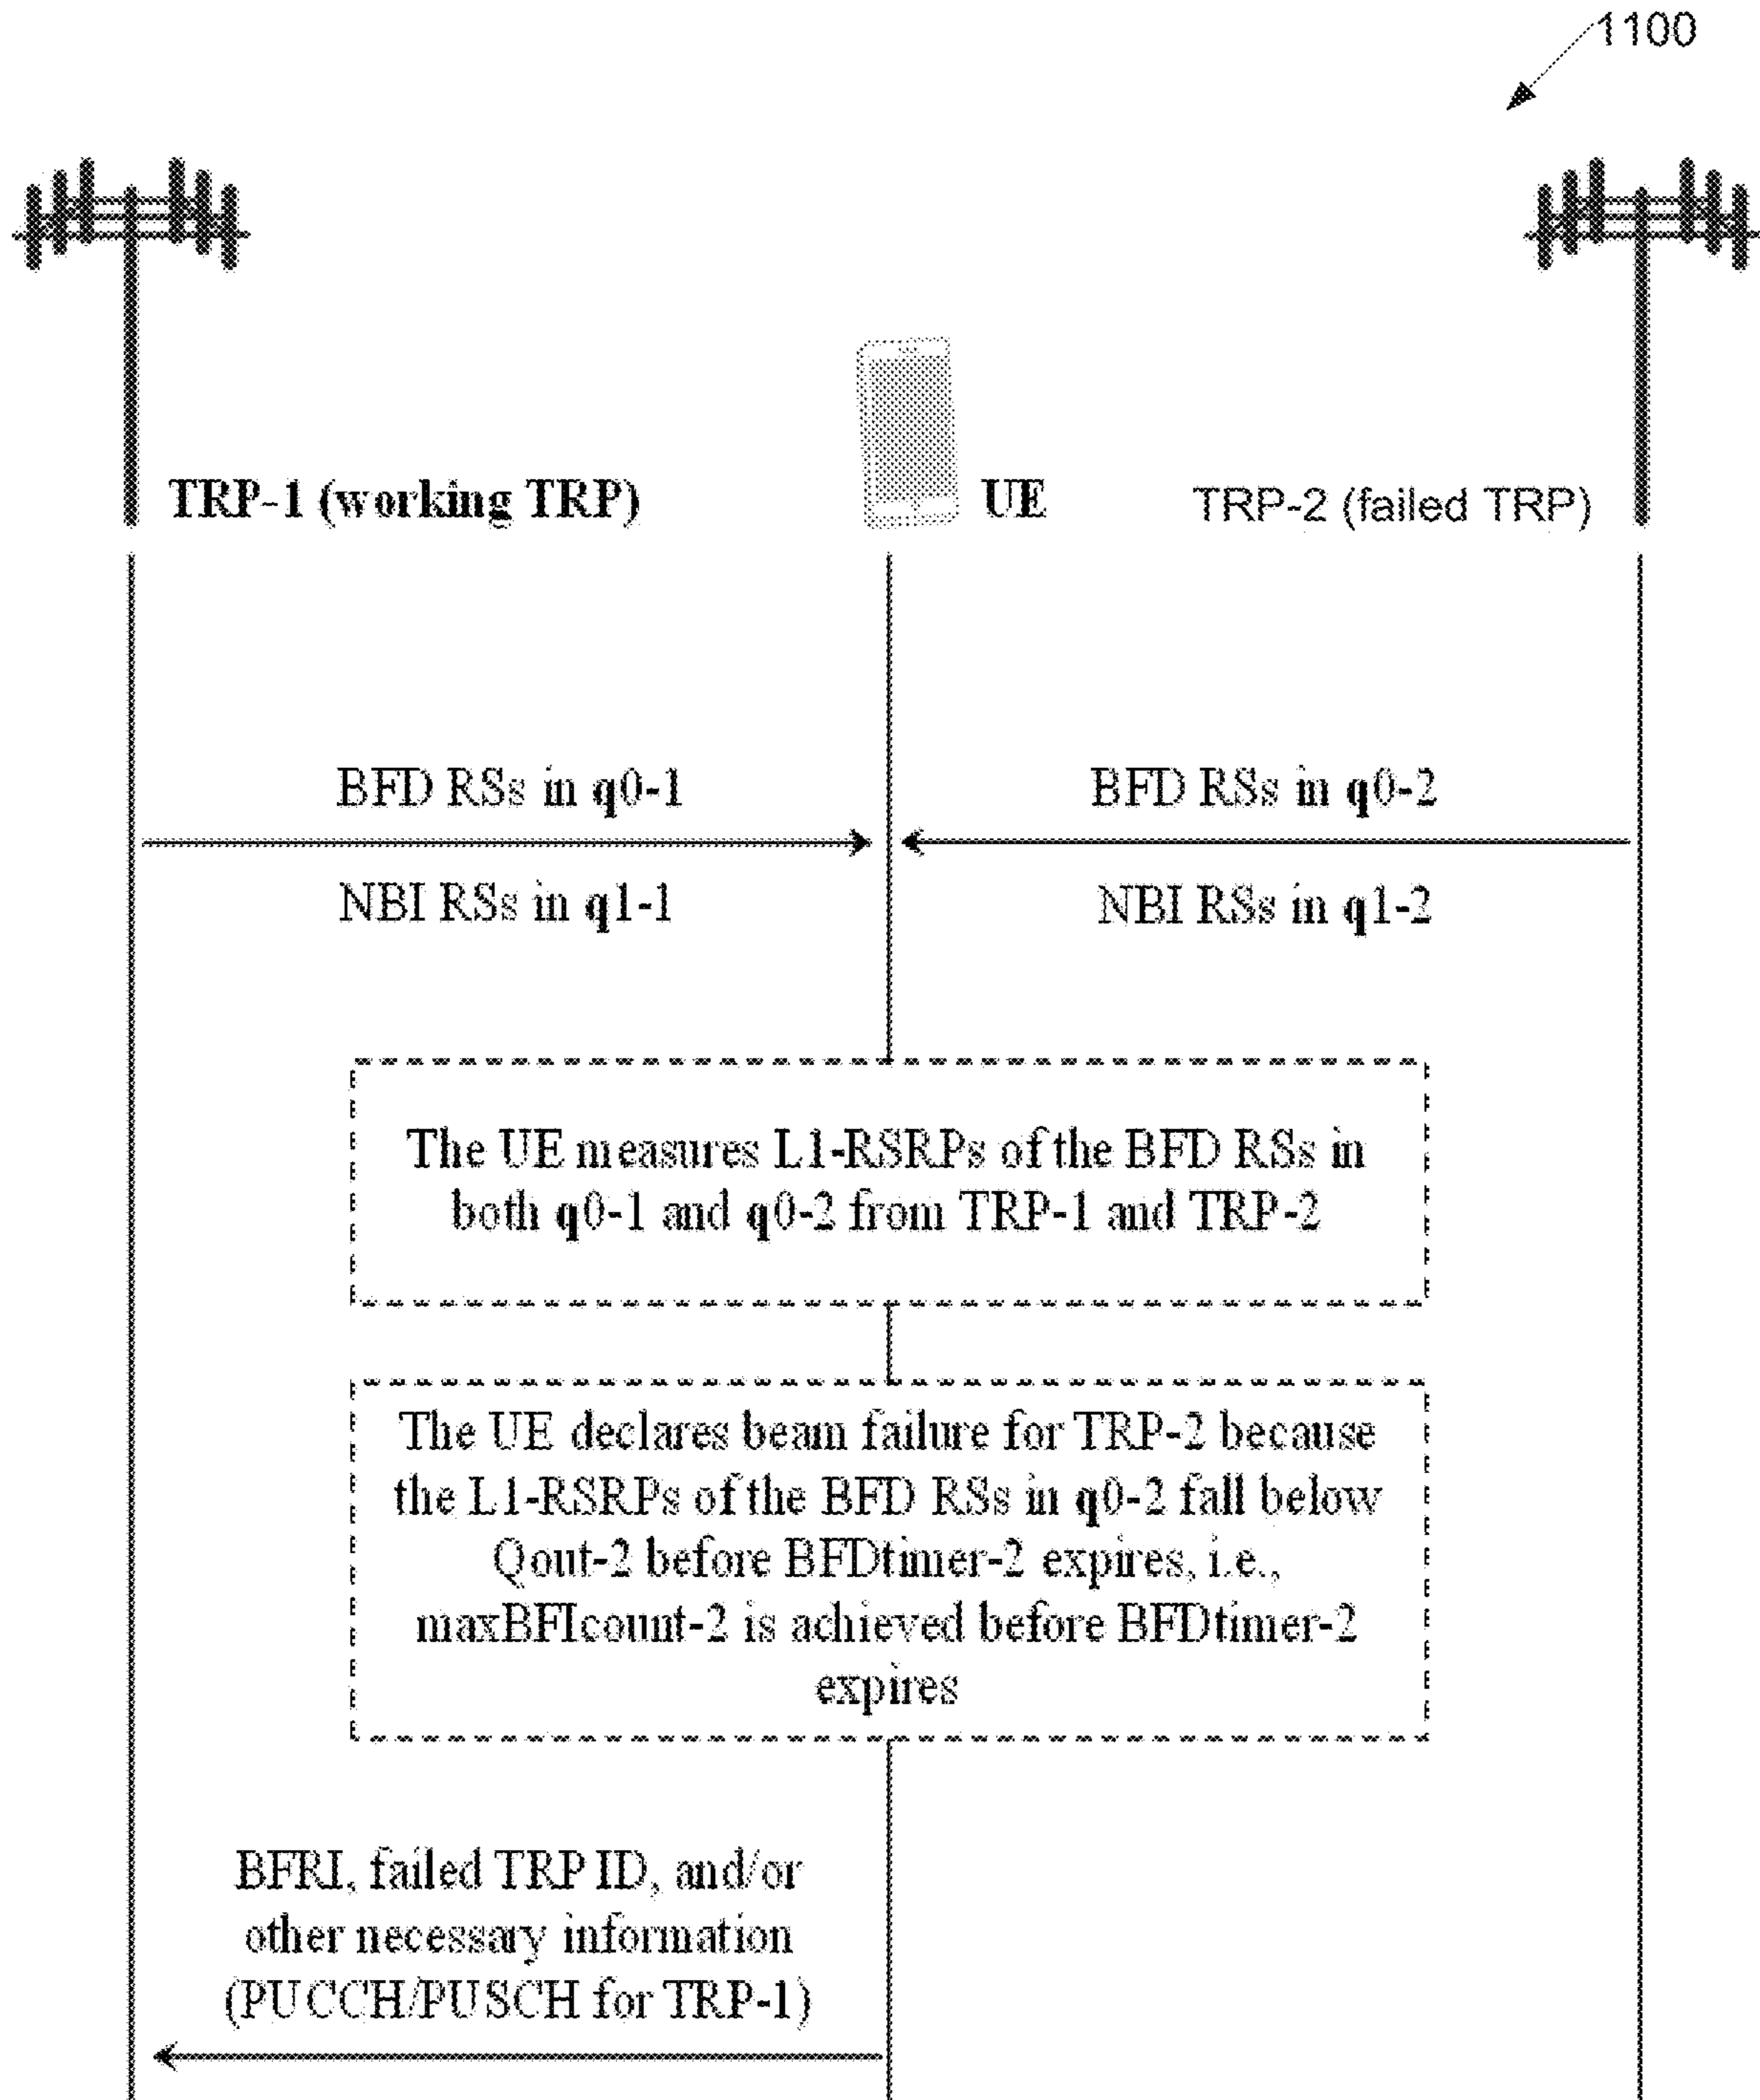 1100
TRP-1 (working TRP)
UE
TRP-2 (failed TRP)
BFD RSs in q0-1
NBI RSs in q1-1
BFD RSs in q0-2
NBI RSs in q1-2
The UE measures L1-RSRPs of the BFD RSs in
both q0-1 and q0-2 from TRP-1 and TRP-2
The UE declares beam failure for TRP-2 because
the L1-RSRPs of the BFD RSs in q0-2 fall below
Qout-2 before BFDtimer-2 expires, i.e.,
maxBFIcount-2 is achieved before BFDtimer-2
expires
BFRI, failed TRP ID, and/or
other necessary information
(PUCCH/PUSCH for TRP-1)